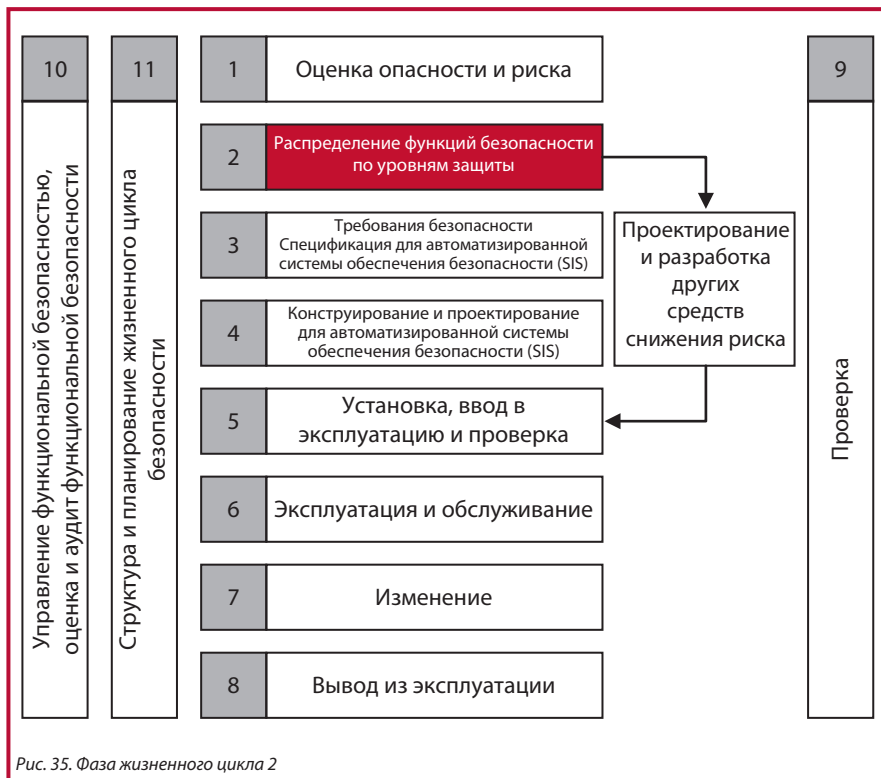 10
Управление функциональной безопасностью,
оценка и аудит функциональной безопасности
11
Структура и планирование жизненного цикла
безопасности
1
Оценка опасности и риска
2
Распределение функций безопасности
по уровням защиты
3
Требования безопасности
Спецификация для автоматизированной
системы обеспечения безопасности (SIS)
4
Конструирование и проектирование
для автоматизированной системы
обеспечения безопасности (SIS)
5
Установка, ввод в
эксплуатацию и проверка
6
Эксплуатация и обслуживание
7
Изменение
8
Вывод из эксплуатации
Проектирование
и разработка
других
средств
снижения риска
9
Проверка
Рис. 35. Фаза жизненного цикла 2